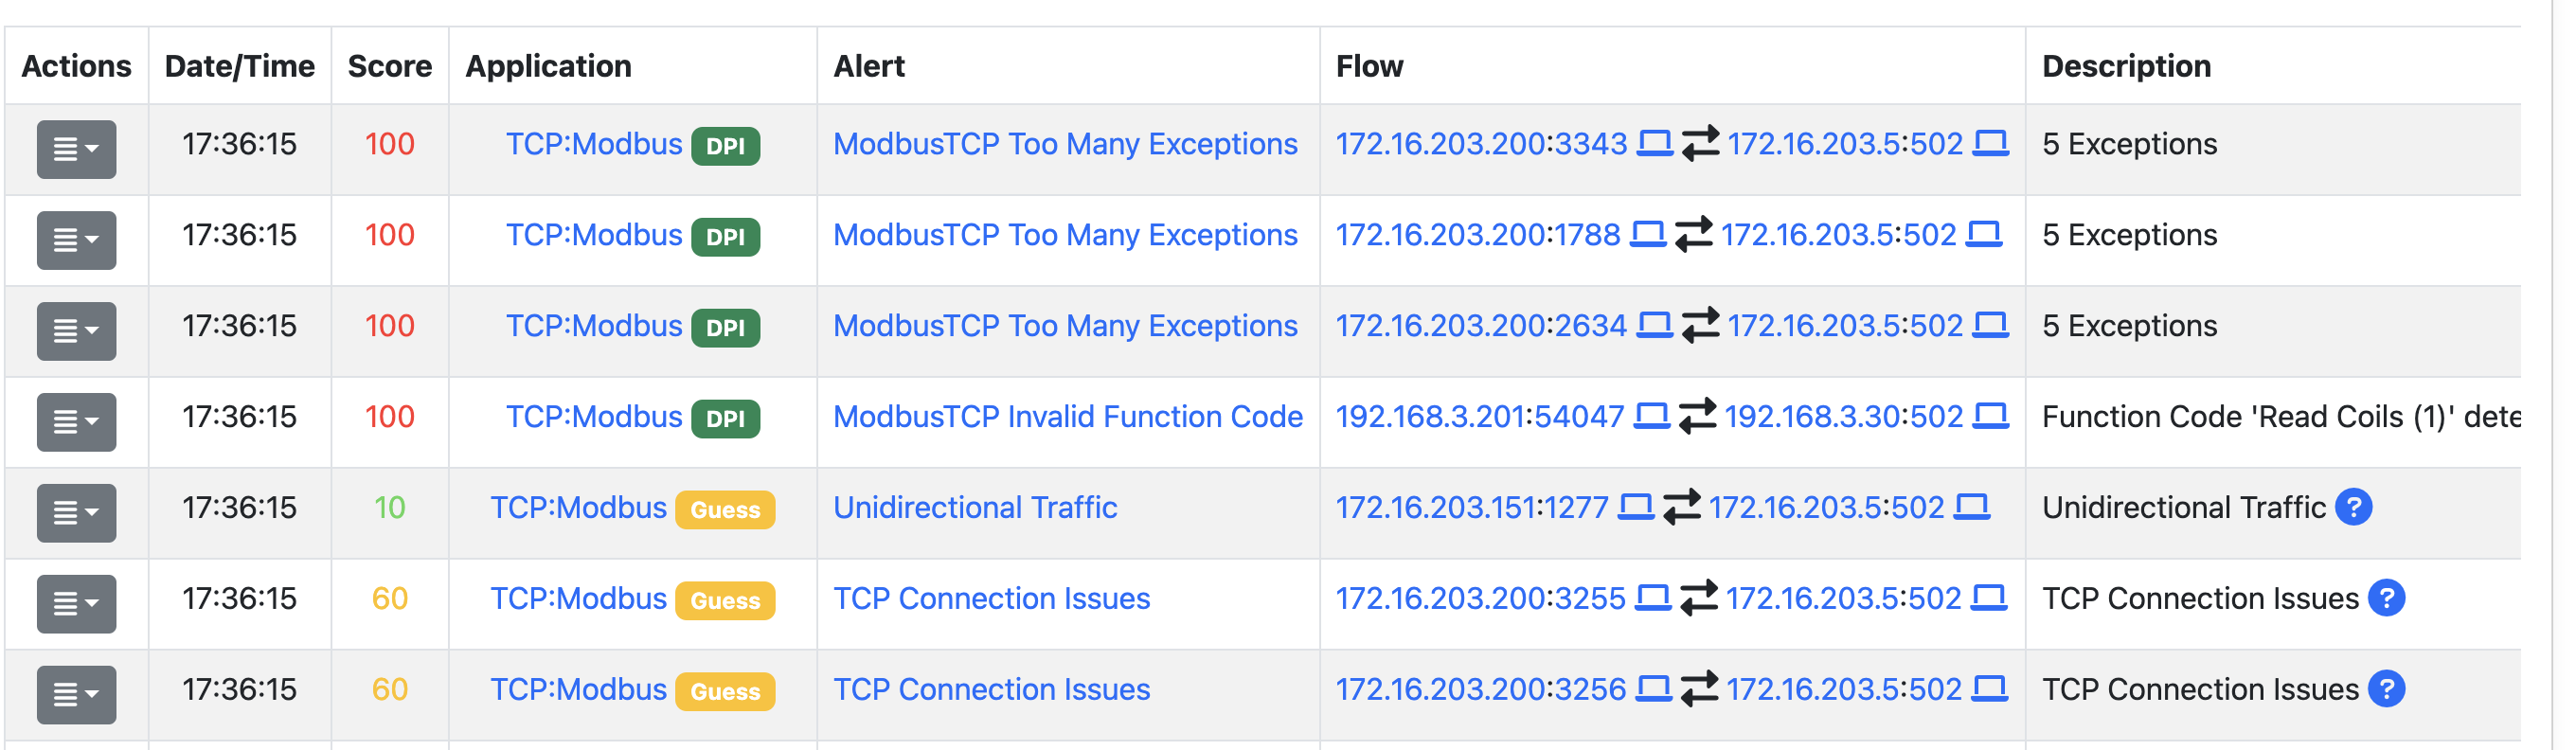 Actions Date/Time Score Application Alert Flow Description
17:36:15 100 TCP:Modbus DPI ModbusTCP Too Many Exceptions 172.16.203.200:3343 172.16.203.5:502 5 Exceptions
17:36:15 100 TCP:Modbus DPI ModbusTCP Too Many Exceptions 172.16.203.200:1788 172.16.203.5:502 5 Exceptions
17:36:15 100 TCP:Modbus DPI ModbusTCP Too Many Exceptions 172.16.203.200:2634 172.16.203.5:502 5 Exceptions
17:36:15 100 TCP:Modbus DPI ModbusTCP Invalid Function Code 192.168.3.201:54047 192.168.3.30:502 Function Code 'Read Coils (1)' dete
17:36:15 10 TCP:Modbus Guess Unidirectional Traffic 172.16.203.151:1277 172.16.203.5:502 Unidirectional Traffic ?
17:36:15 60 TCP:Modbus Guess TCP Connection Issues 172.16.203.200:3255 172.16.203.5:502 TCP Connection Issues ?
17:36:15 60 TCP:Modbus Guess TCP Connection Issues 172.16.203.200:3256 172.16.203.5:502 TCP Connection Issues ?